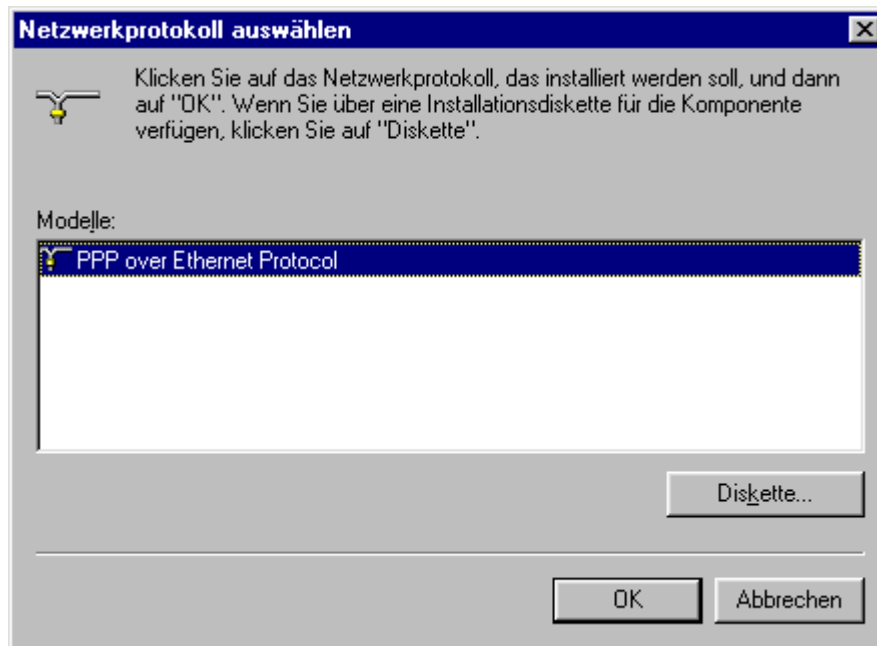 Netzwerkprotokoll auswählen
Klicken Sie auf das Netzwerkprotokoll, das installiert werden soll, und dann
auf "OK". Wenn Sie über eine Installationsdiskette für die Komponente
verfügen, klicken Sie auf "Diskette".
Modelle:
PPP over Ethernet Protocol
Diskette...
OK
Abbrechen